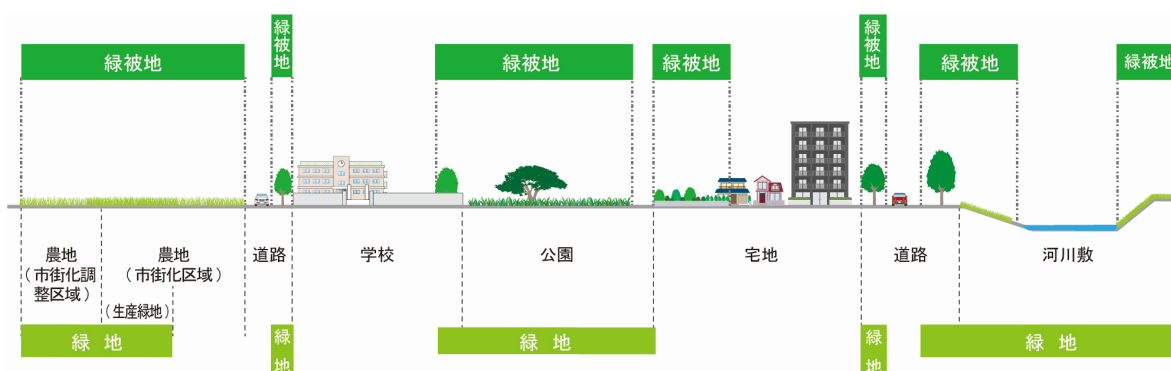 緑被地
緑被地
緑被地
緑被地
緑被地
緑被地
緑被地
農地
（市街化調
整区域）
農地
（市街化区域）
（生産緑地）
道路
学校
公園
宅地
道路
河川敷
緑 地
緑
地
緑 地
緑
地
緑 地